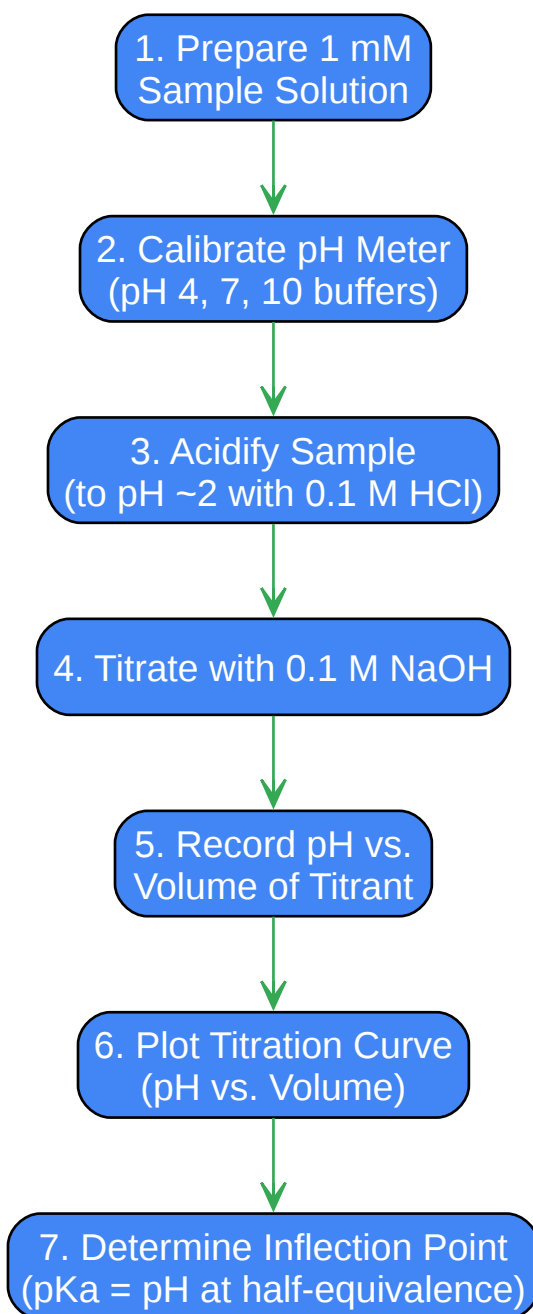 1. Prepare 1 mM
Sample Solution
2. Calibrate pH Meter
(pH 4, 7, 10 buffers)
3. Acidify Sample
(to pH ~2 with 0.1 M HCl)
4. Titrate with 0.1 M NaOH
5. Record pH vs.
Volume of Titrant
6. Plot Titration Curve
(pH vs. Volume)
7. Determine Inflection Point
(pKa = pH at half-equivalence)